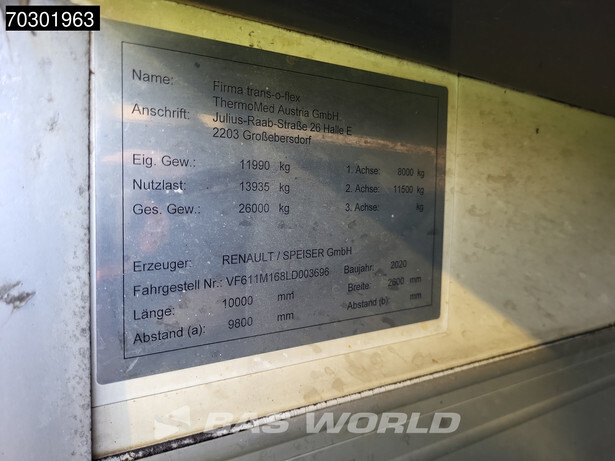 70301963
Name: Firma trans-o-flex
ThermoMed Austria GmbH,
Anschrift: Julius-Raab-Straße 26 Halle E
2203 Großebersdorf
Eig. Gew.: 11990 kg 1. Achse: 8000 kg
Nutzlast: 13935 kg 2. Achse: 11500 kg
Ges. Gew.: 26000 kg 3. Achse: kg
Erzeuger: RENAULT / SPEISER GmbH
Fahrgestell Nr.: VF611M168LD003696 Baujahr: 2020
Länge: 10000 mm Breite: 2600 mm
Abstand (a): 9800 mm Abstand (b): mm
BAS WORLD